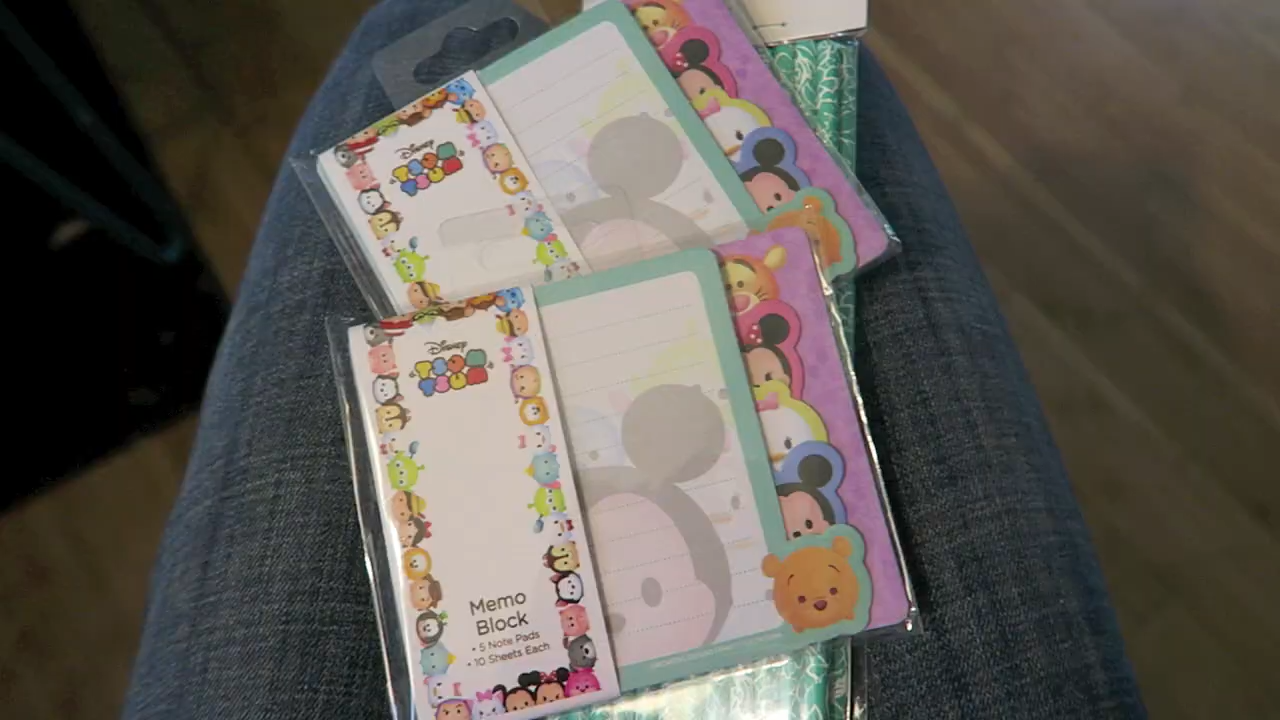 Disney
TSUM
TSUM
Disney
TSUM
TSUM
Memo
Block
• 5 Note Pads
• 10 Sheets Each